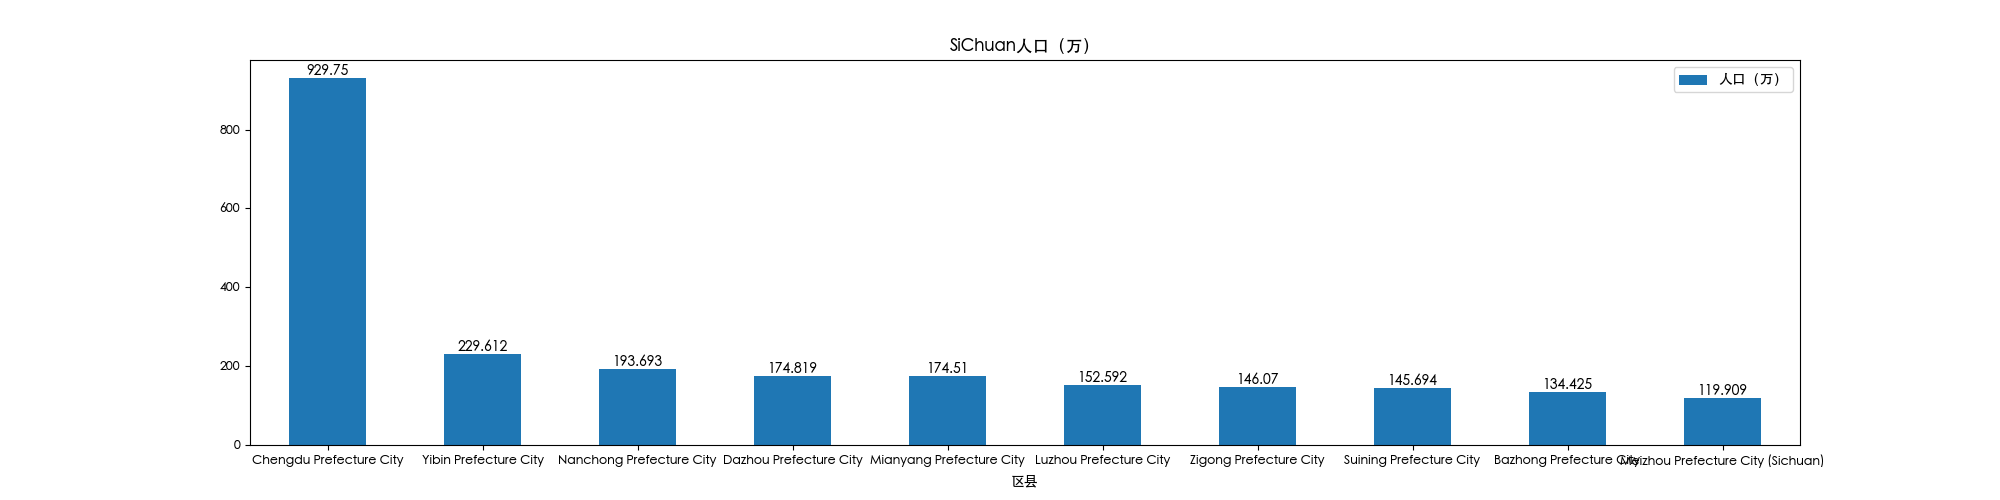 SiChuan人口（万）
人口（万）
929.75
229.612
193.693
174.819
174.51
152.592
146.07
145.694
134.425
119.909
800
600
400
200
0
Chengdu Prefecture City
Yibin Prefecture City
Nanchong Prefecture City
Dazhou Prefecture City
Mianyang Prefecture City
Luzhou Prefecture City
Zigong Prefecture City
Suining Prefecture City
Bazhong Prefecture City
Meizhou Prefecture City (Sichuan)
区县